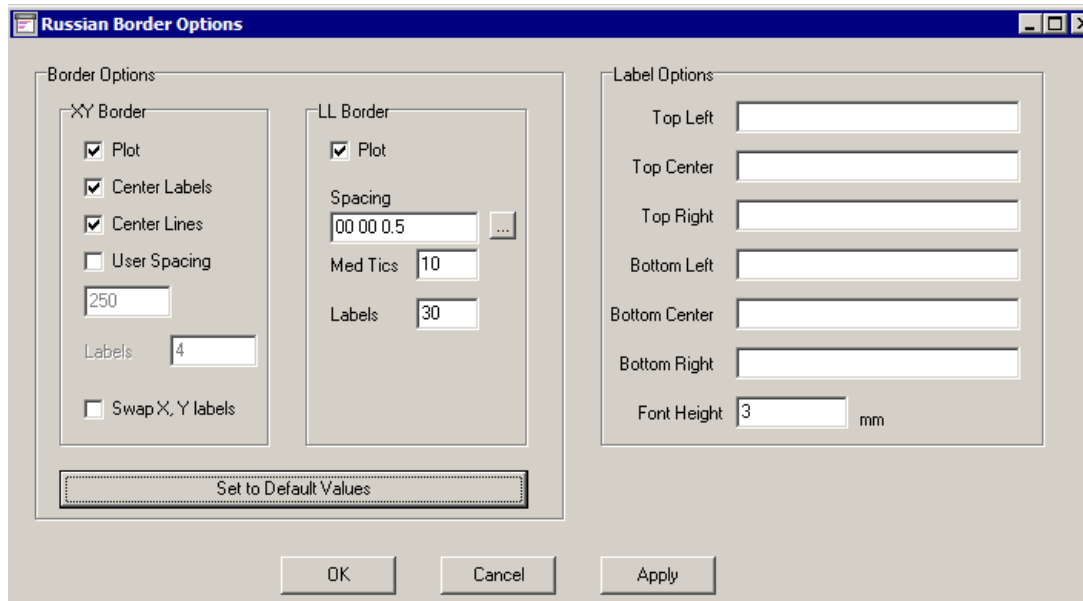 Russian Border Options
Border Options
XY Border
Plot
Center Labels
Center Lines
User Spacing
250
Labels 4
Swap X, Y labels
LL Border
Plot
Spacing
00 00 0.5 ...
Med Tics 10
Labels 30
Set to Default Values
Label Options
Top Left
Top Center
Top Right
Bottom Left
Bottom Center
Bottom Right
Font Height 3 mm
OK Cancel Apply